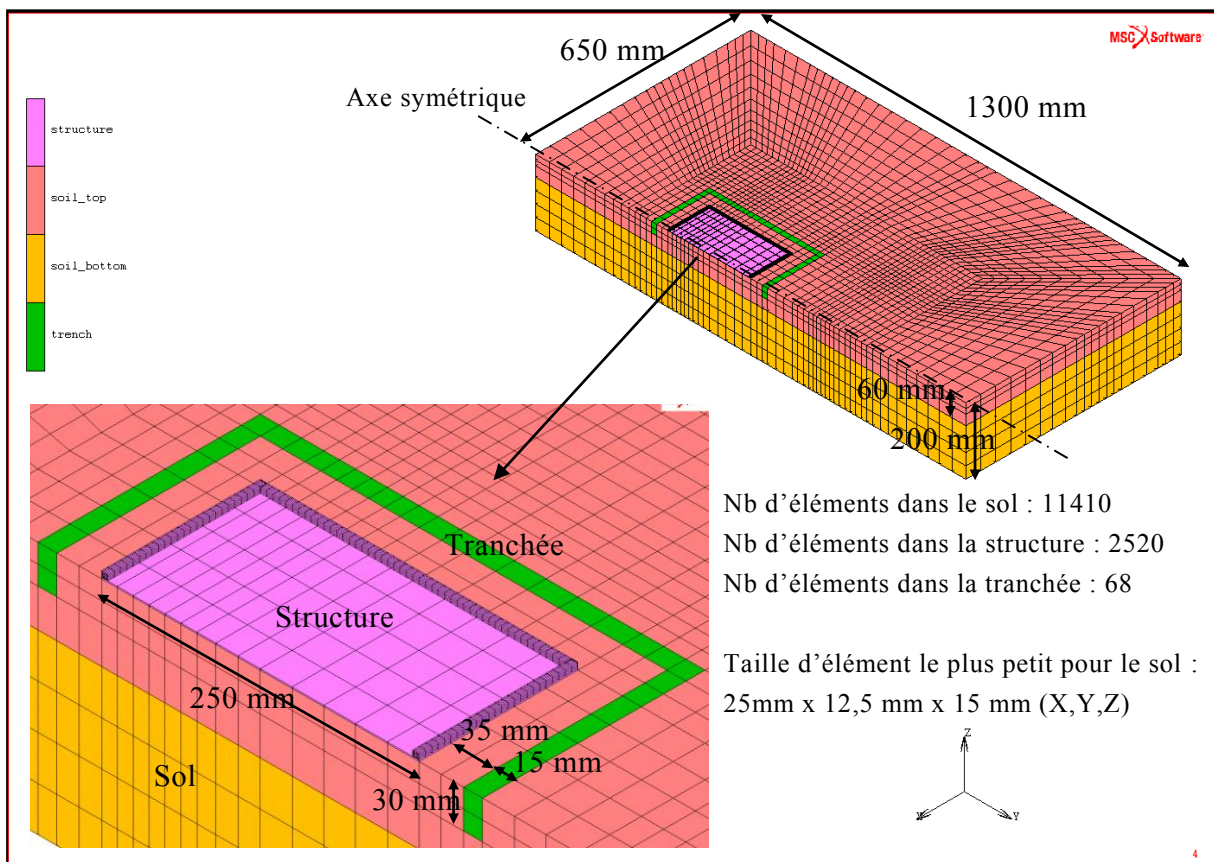 MSC Software
650 mm
1300 mm
Axe symétrique
structure
soil_top
soil_bottom
trench
60 mm
200 mm
Tranchée
Structure
250 mm
35 mm
15 mm
30 mm
Sol
Nb d'éléments dans le sol : 11410
Nb d'éléments dans la structure : 2520
Nb d'éléments dans la tranchée : 68
Taille d'élément le plus petit pour le sol :
25mm x 12,5 mm x 15 mm (X,Y,Z)
Z
X
Y
4